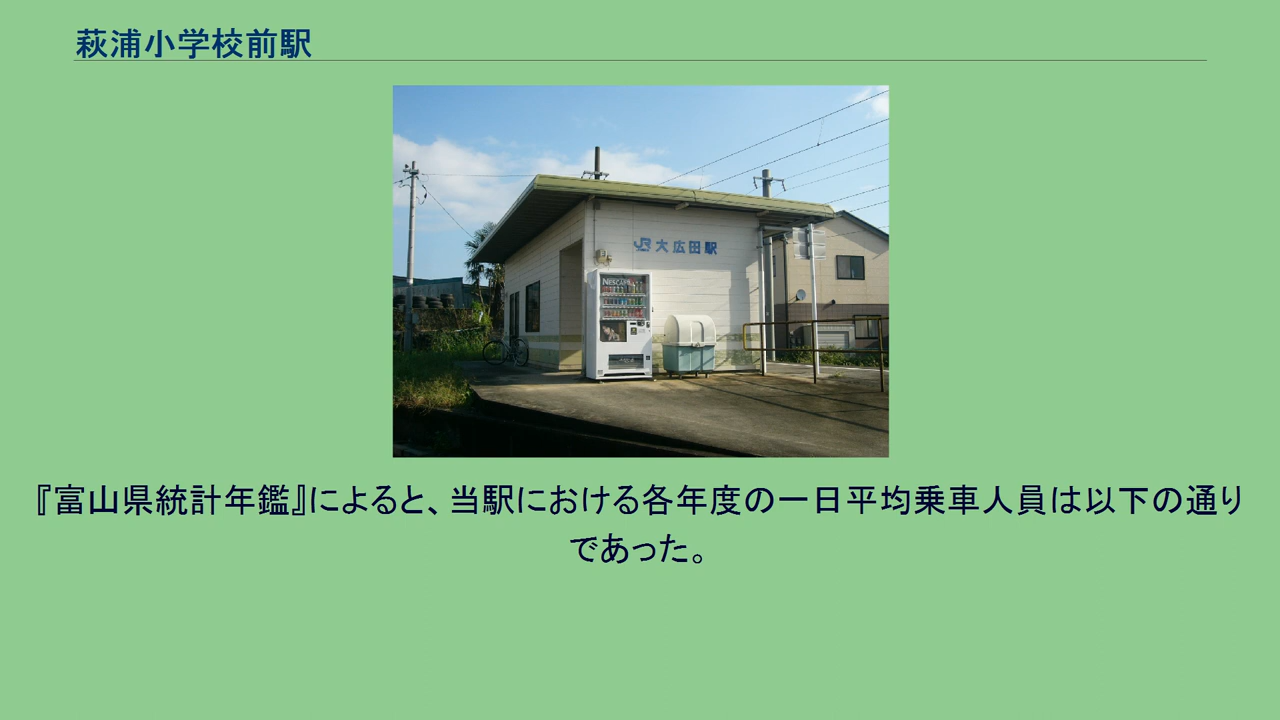 萩浦小学校前駅
JR 大広田駅
NESCAFE
『富山県統計年鑑』によると、当駅における各年度の一日平均乗車人員は以下の通り
であった。